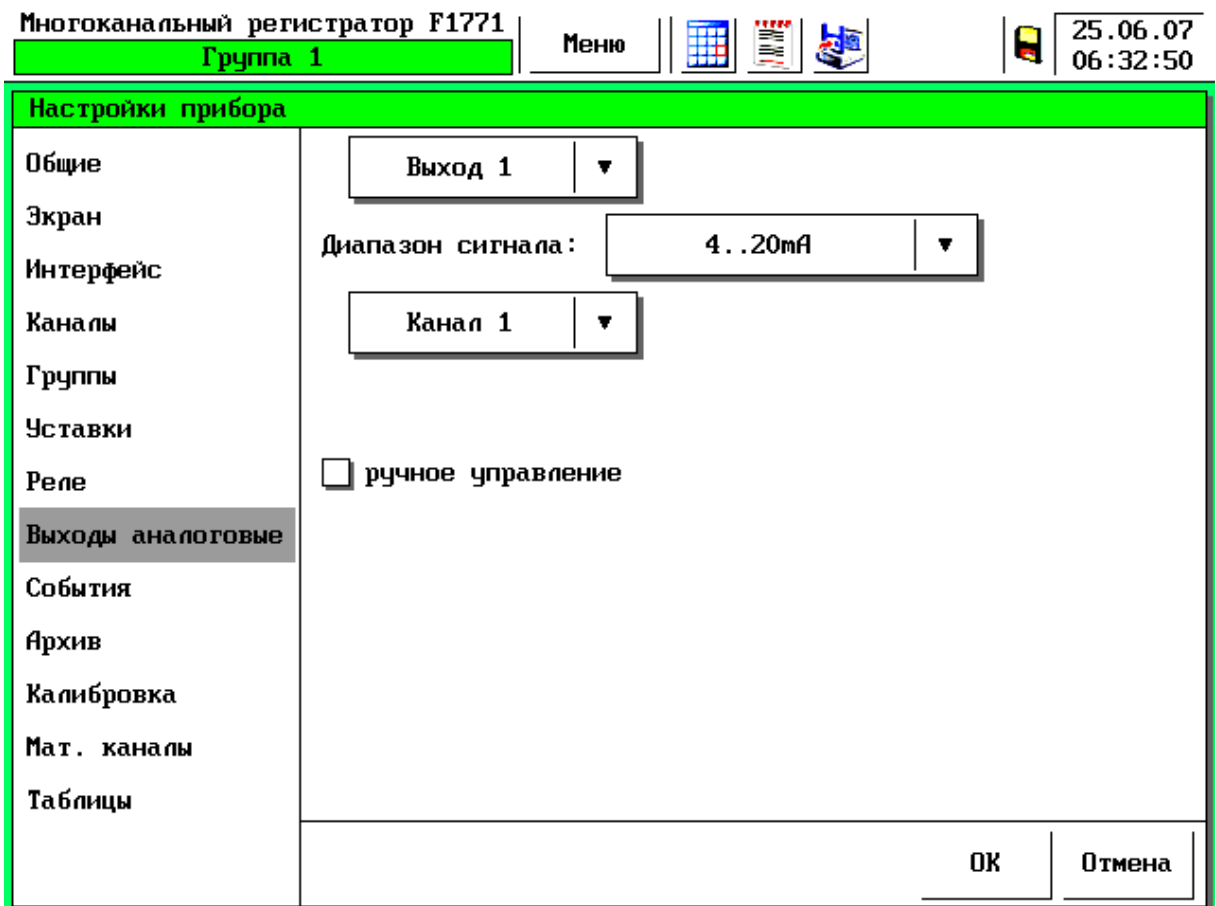 Многоканальный регистратор F1771
Группа 1
Меню
25.06.07
06:32:50
Настройки прибора
Общие
Экран
Интерфейс
Каналы
Группы
Уставки
Реле
Выходы аналоговые
События
Архив
Калибровка
Мат. каналы
Таблицы
Выход 1
Диапазон сигнала: 4..20mA
Канал 1
ручное управление
ОК
Отмена